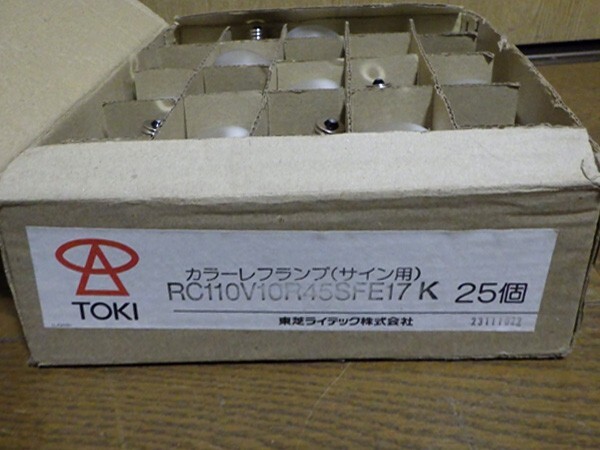 カラーレフランプ(サイン用)
RC110V10R45SFE17 K 25個
TOKI
東芝ライテック株式会社